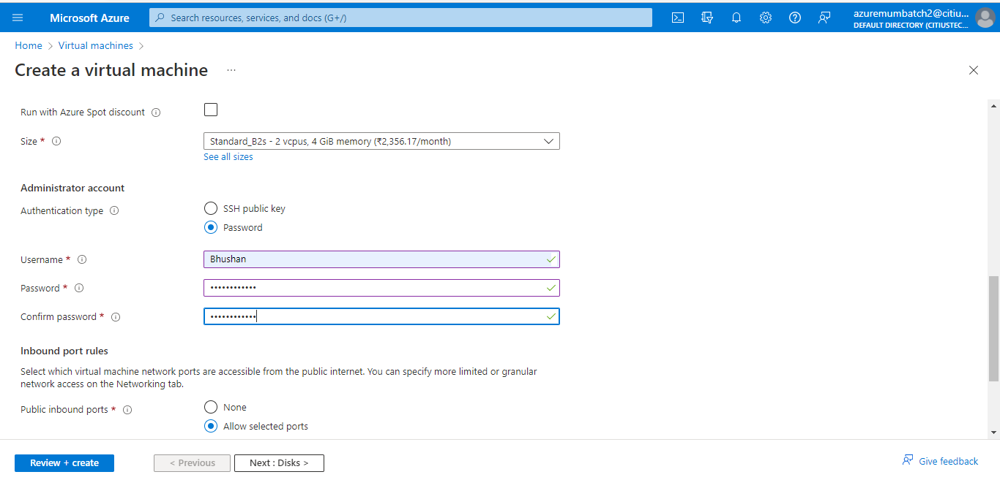 Microsoft Azure
Search resources, services, and docs (G+/)
azuremumbatch2@citiu...
DEFAULT DIRECTORY (CITIUSTEC...
Home > Virtual machines >
Create a virtual machine ...
Run with Azure Spot discount
Size *
Standard_B2s - 2 vcpus, 4 GiB memory (₹2,356.17/month)
See all sizes
Administrator account
Authentication type
SSH public key
Password
Username *
Bhushan
Password *
••••••••••••
Confirm password *
••••••••••••
Inbound port rules
Select which virtual machine network ports are accessible from the public internet. You can specify more limited or granular
network access on the Networking tab.
Public inbound ports *
None
Allow selected ports
Review + create
< Previous
Next : Disks >
Give feedback